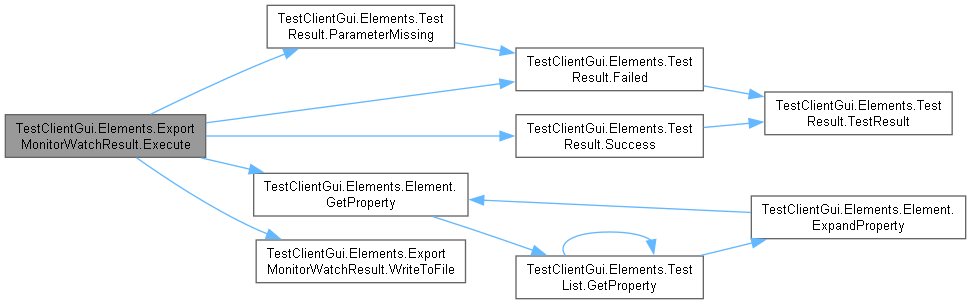 TestClientGui.Elements.Test
Result.ParameterMissing
TestClientGui.Elements.Test
Result.Failed
TestClientGui.Elements.Test
Result.TestResult
TestClientGui.Elements.Export
MonitorWatchResult.Execute
TestClientGui.Elements.Test
Result.Success
TestClientGui.Elements.Element.
GetProperty
TestClientGui.Elements.Element.
ExpandProperty
TestClientGui.Elements.Export
MonitorWatchResult.WriteToFile
TestClientGui.Elements.Test
List.GetProperty